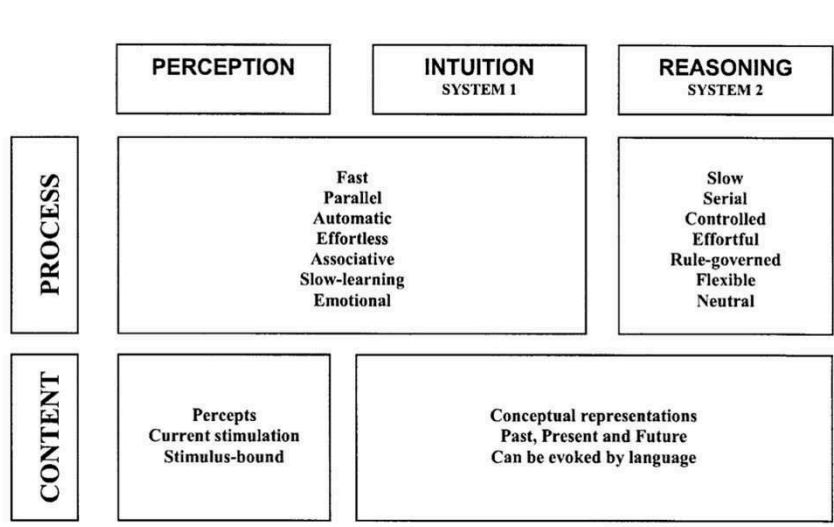 PERCEPTION
INTUITION
SYSTEM 1
REASONING
SYSTEM 2
PROCESS
Fast
Parallel
Automatic
Effortless
Associative
Slow-learning
Emotional
Slow
Serial
Controlled
Effortful
Rule-governed
Flexible
Neutral
CONTENT
Percepts
Current stimulation
Stimulus-bound
Conceptual representations
Past, Present and Future
Can be evoked by language